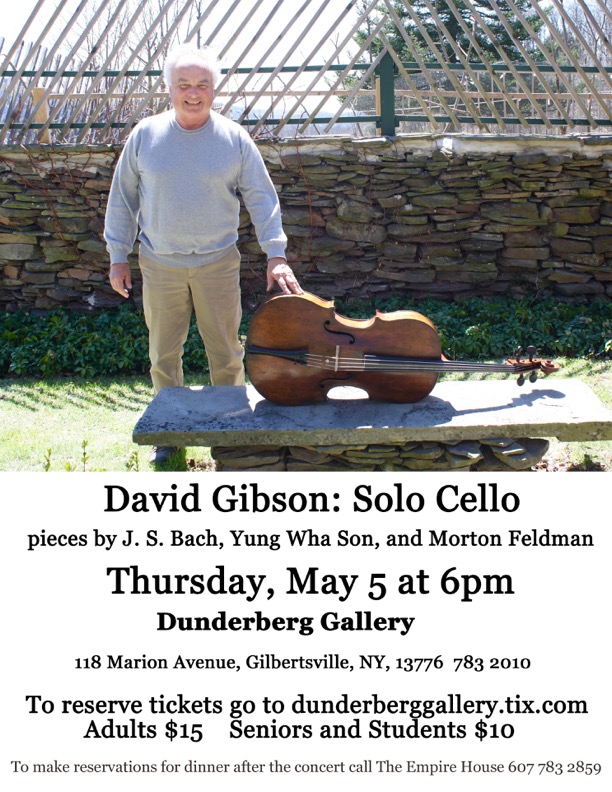 David Gibson: Solo Cello
pieces by J. S. Bach, Yung Wha Son, and Morton Feldman
Thursday, May 5 at 6pm
Dunderberg Gallery
118 Marion Avenue, Gilbertsville, NY, 13776  783 2010
To reserve tickets go to dunderberggallery.tix.com
Adults $15    Seniors and Students $10
To make reservations for dinner after the concert call The Empire House 607 783 2859